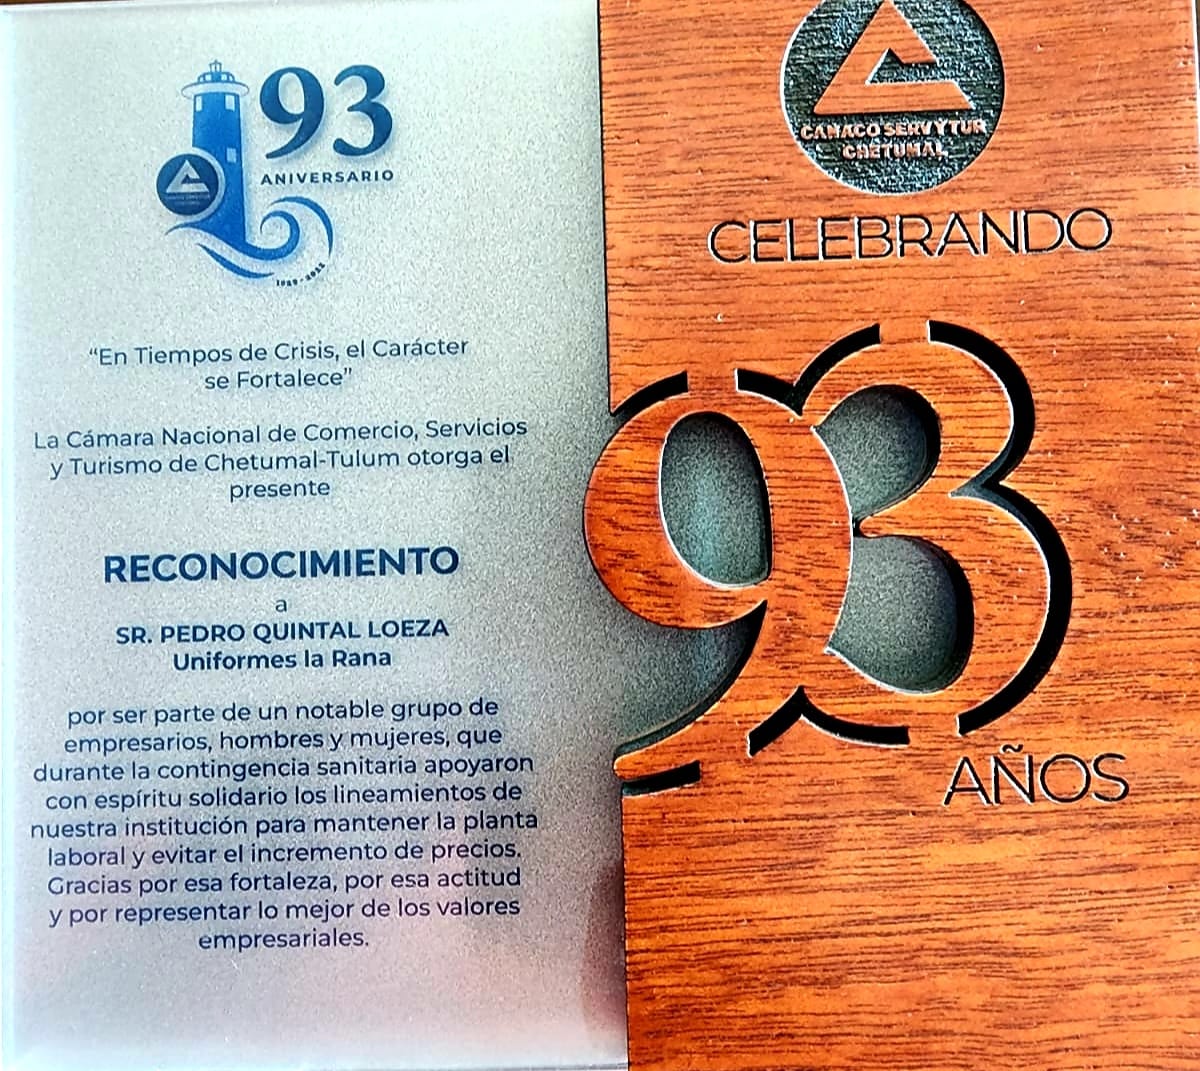 93
ANIVERSARIO
1929-2022
“En Tiempos de Crisis, el Carácter
se Fortalece”
La Cámara Nacional de Comercio, Servicios
y Turismo de Chetumal-Tulum otorga el
presente
RECONOCIMIENTO
a
SR. PEDRO QUINTAL LOEZA
Uniformes la Rana
por ser parte de un notable grupo de
empresarios, hombres y mujeres, que
durante la contingencia sanitaria apoyaron
con espíritu solidario los lineamientos de
nuestra institución para mantener la planta
laboral y evitar el incremento de precios.
Gracias por esa fortaleza, por esa actitud
y por representar lo mejor de los valores
empresariales.
CANACO SERVYTUR
CHETUMAL
CELEBRANDO
93
AÑOS